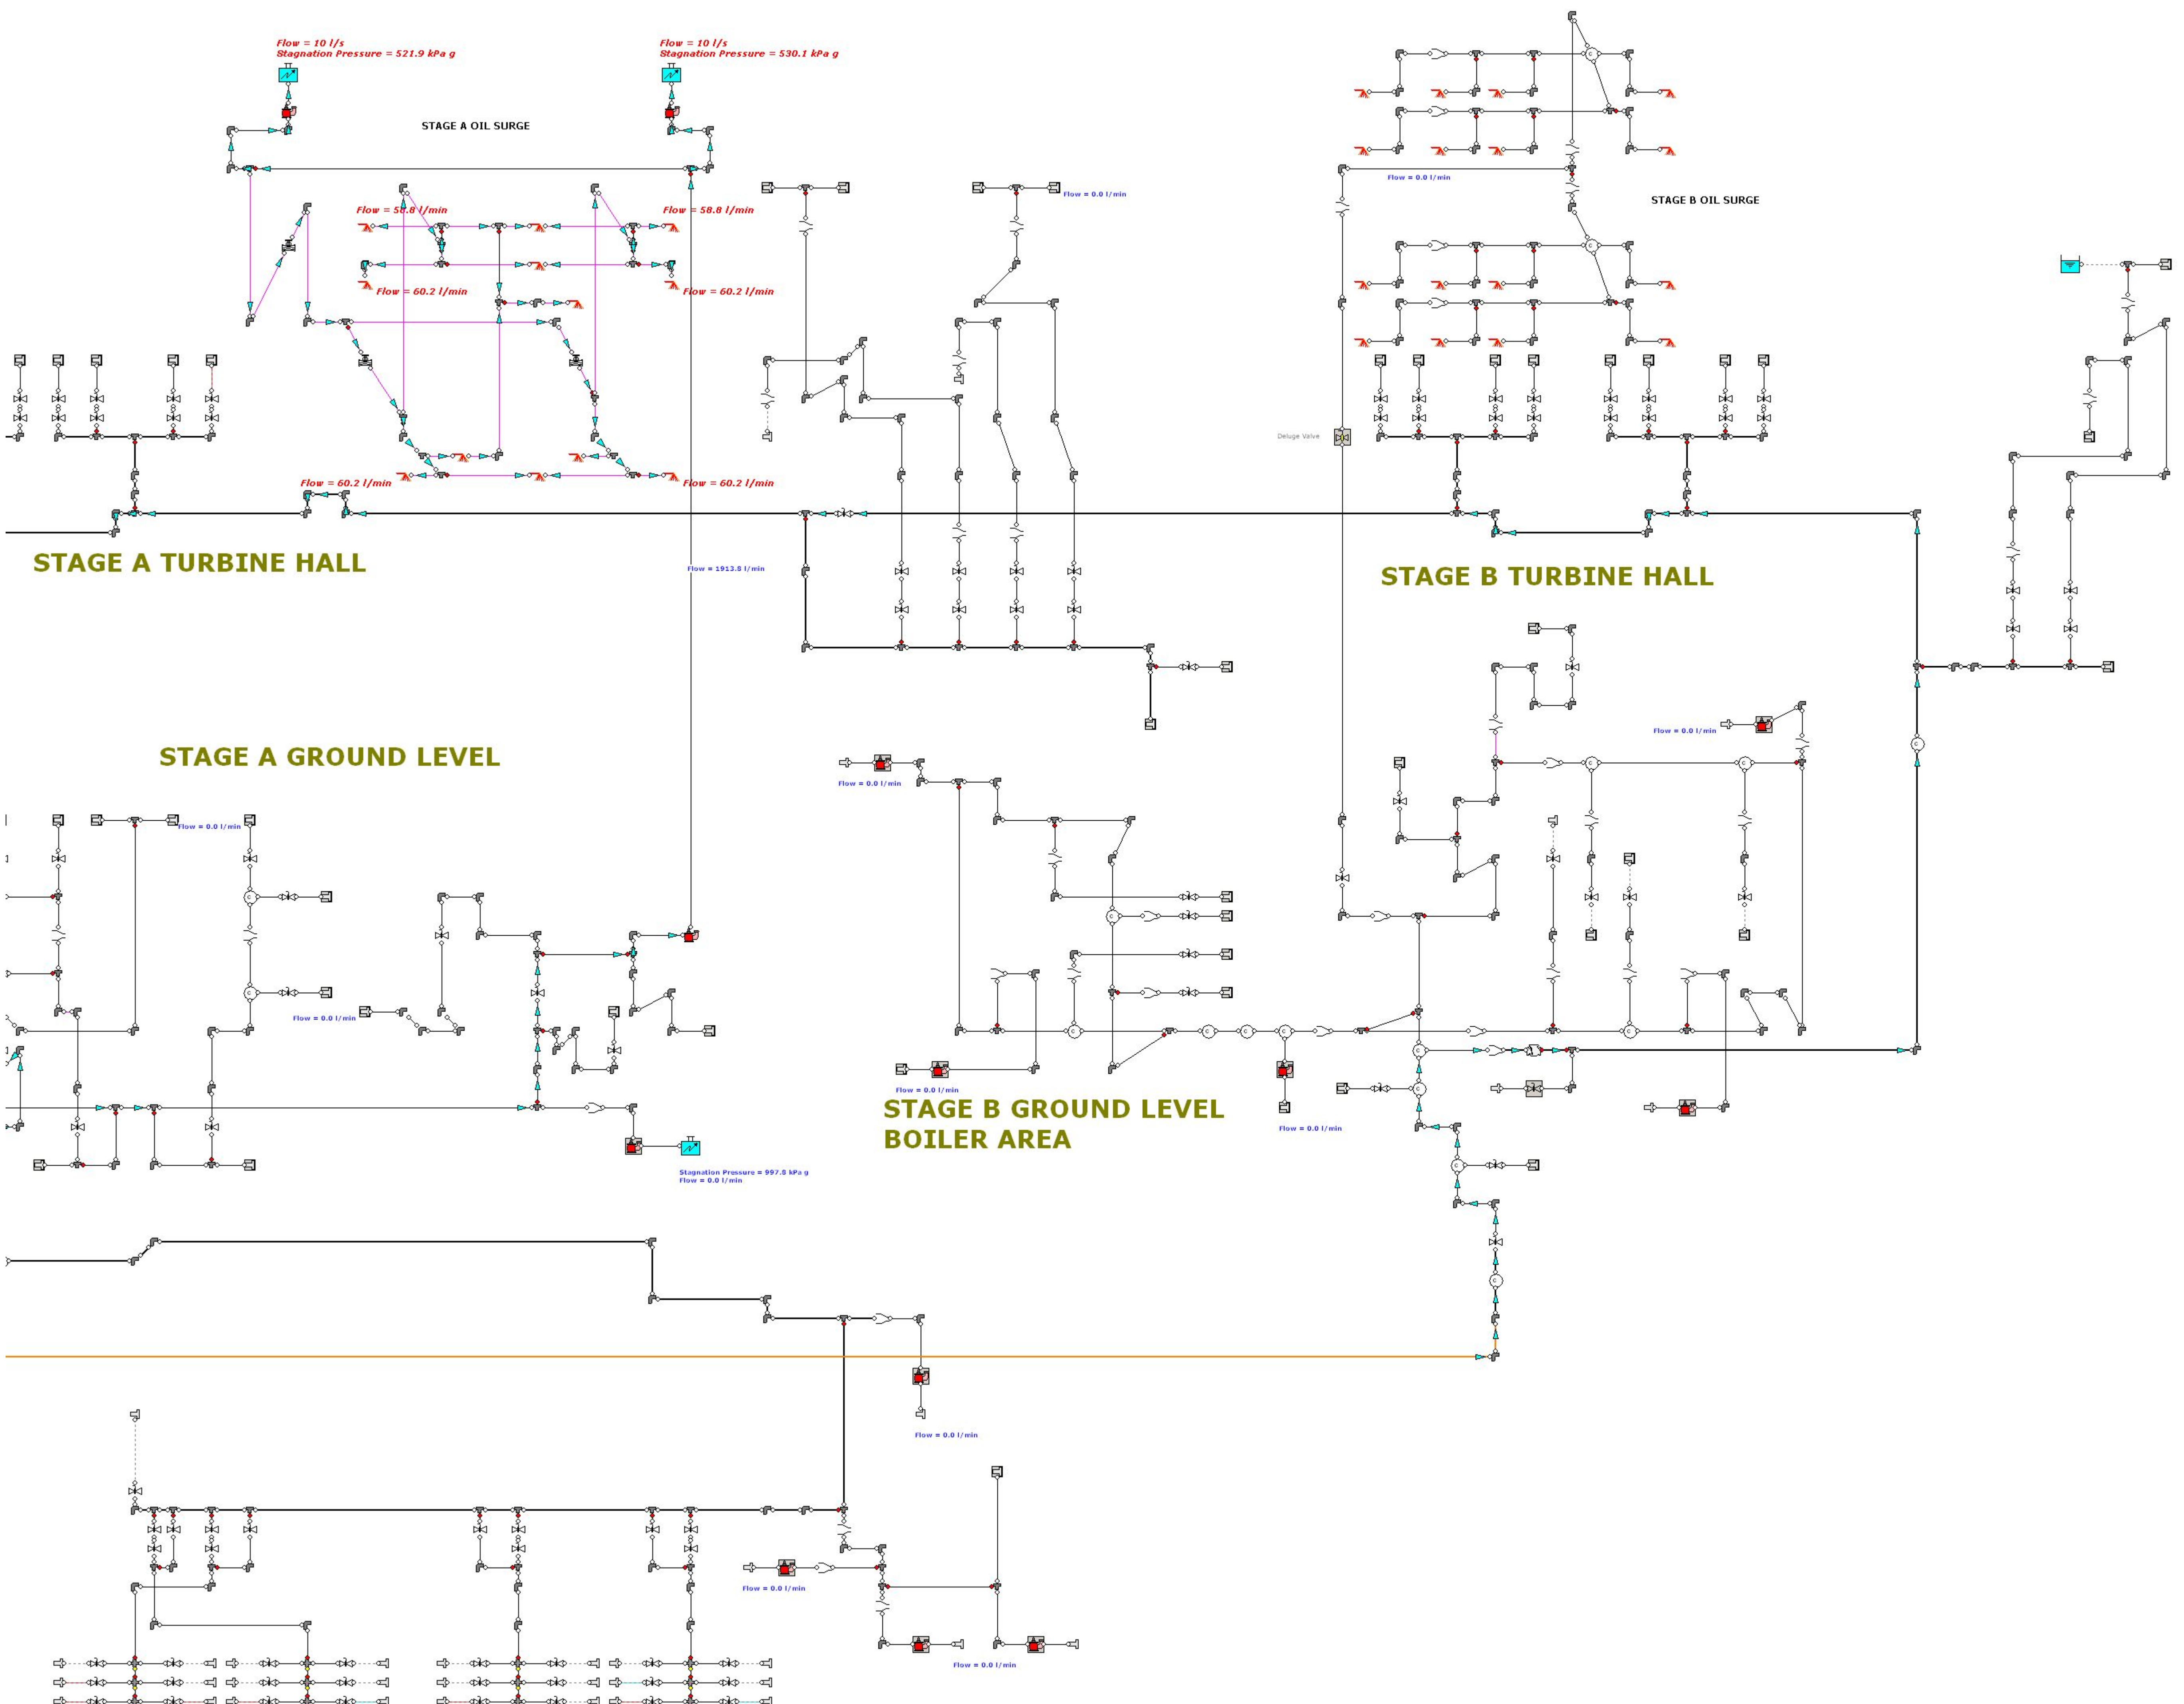 Flow = 10 l/s
Stagnation Pressure = 521.9 kPa g
Flow = 10 l/s
Stagnation Pressure = 530.1 kPa g
STAGE A OIL SURGE
Flow = 0.0 l/min
Flow = 0.0 l/min
STAGE B OIL SURGE
Flow = 58.8 l/min
Flow = 58.8 l/min
Flow = 60.2 l/min
Flow = 60.2 l/min
Deluge Valve
Flow = 60.2 l/min
Flow = 60.2 l/min
STAGE A TURBINE HALL
Flow = 1913.8 l/min
STAGE B TURBINE HALL
Flow = 0.0 l/min
STAGE A GROUND LEVEL
Flow = 0.0 l/min
Flow = 0.0 l/min
Flow = 0.0 l/min
Flow = 0.0 l/min
STAGE B GROUND LEVEL
BOILER AREA
Flow = 0.0 l/min
Stagnation Pressure = 997.8 kPa g
Flow = 0.0 l/min
Flow = 0.0 l/min
Flow = 0.0 l/min
Flow = 0.0 l/min